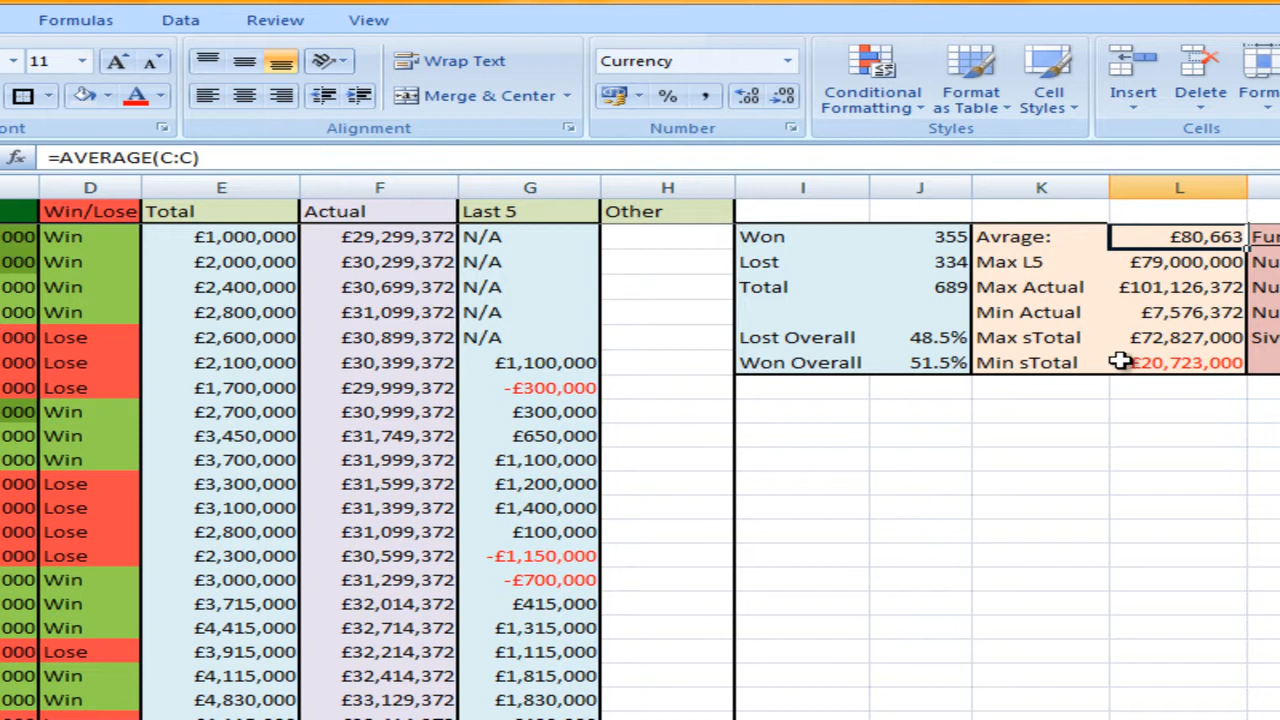 Formulas Data Review View
11 A A Wrap Text Currency Conditional Formatting Format as Table Cell Styles Insert Delete Form
Merge & Center % , .0 .00 .00 .0
ont Alignment Number Styles Cells
fx =AVERAGE(C:C)
D E F G H I J K L
Win/Lose Total Actual Last 5 Other
000 Win £1,000,000 £29,299,372 N/A Won 355 Avrage: £80,663 Fur
000 Win £2,000,000 £30,299,372 N/A Lost 334 Max L5 £79,000,000 Nu
000 Win £2,400,000 £30,699,372 N/A Total 689 Max Actual £101,126,372 Nu
000 Win £2,800,000 £31,099,372 N/A Min Actual £7,576,372 Nu
000 Lose £2,600,000 £30,899,372 N/A Lost Overall 48.5% Max sTotal £72,827,000 Siv
000 Lose £2,100,000 £30,399,372 £1,100,000 Won Overall 51.5% Min sTotal £20,723,000
000 Lose £1,700,000 £29,999,372 -£300,000
000 Win £2,700,000 £30,999,372 £300,000
000 Win £3,450,000 £31,749,372 £650,000
000 Win £3,700,000 £31,999,372 £1,100,000
000 Lose £3,300,000 £31,599,372 £1,200,000
000 Lose £3,100,000 £31,399,372 £1,400,000
000 Lose £2,800,000 £31,099,372 £100,000
000 Lose £2,300,000 £30,599,372 -£1,150,000
000 Win £3,000,000 £31,299,372 -£700,000
000 Win £3,715,000 £32,014,372 £415,000
000 Win £4,415,000 £32,714,372 £1,315,000
000 Lose £3,915,000 £32,214,372 £1,115,000
000 Win £4,115,000 £32,414,372 £1,815,000
000 Win £4,830,000 £33,129,372 £1,830,000